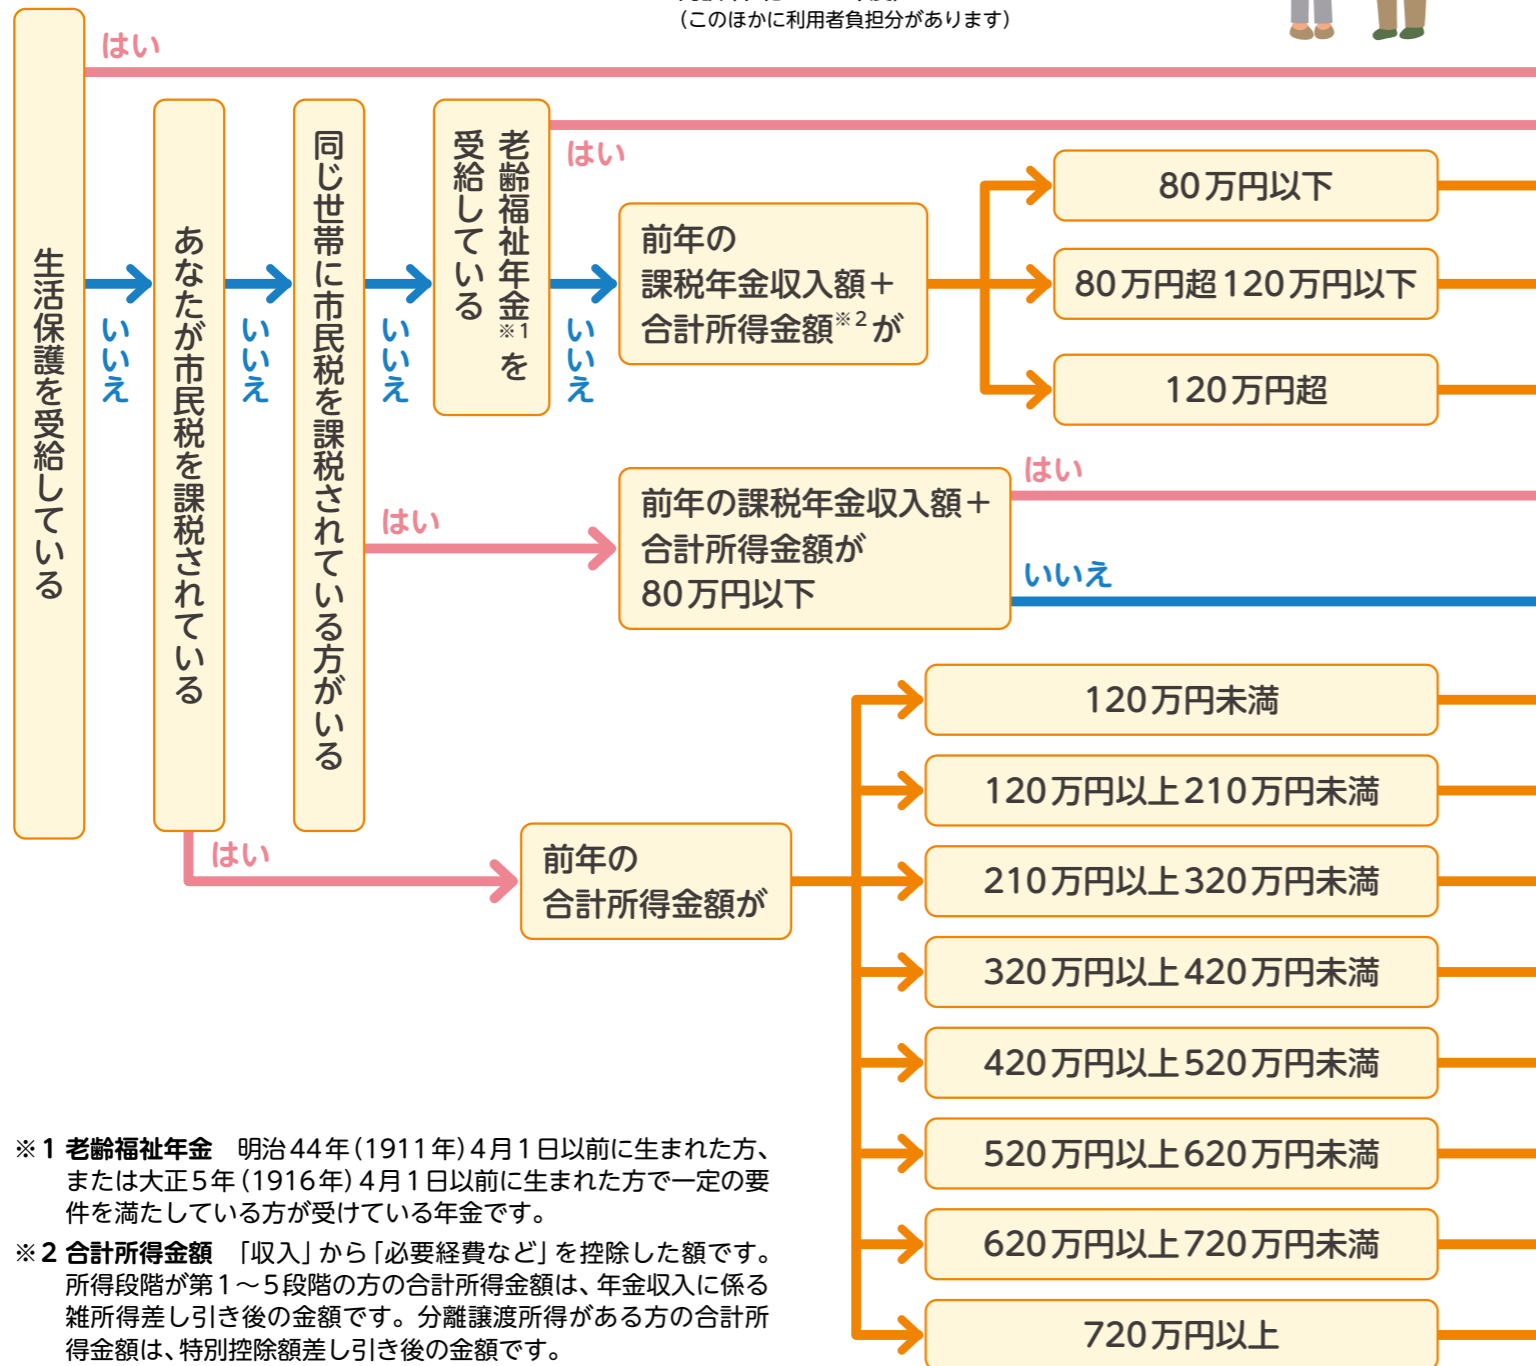 (このほかに利用者負担分があります)
はい
生活保護を受給している
いいえ
あなたが市民税を課税されている
いいえ
同じ世帯に市民税を課税されている方がいる
いいえ
老齢福祉年金※1を
受給している
はい
いいえ
前年の
課税年金収入額+
合計所得金額※2が
80万円以下
80万円超120万円以下
120万円超
はい
前年の課税年金収入額+
合計所得金額が
80万円以下
はい
いいえ
はい
前年の
合計所得金額が
120万円未満
120万円以上210万円未満
210万円以上320万円未満
320万円以上420万円未満
420万円以上520万円未満
520万円以上620万円未満
620万円以上720万円未満
720万円以上
※1 老齢福祉年金 明治44年(1911年)4月1日以前に生まれた方、
または大正5年(1916年)4月1日以前に生まれた方で一定の要
件を満たしている方が受けている年金です。
※2 合計所得金額 「収入」から「必要経費など」を控除した額です。
所得段階が第1～5段階の方の合計所得金額は、年金収入に係る
雑所得差し引き後の金額です。分離譲渡所得がある方の合計所
得金額は、特別控除額差し引き後の金額です。